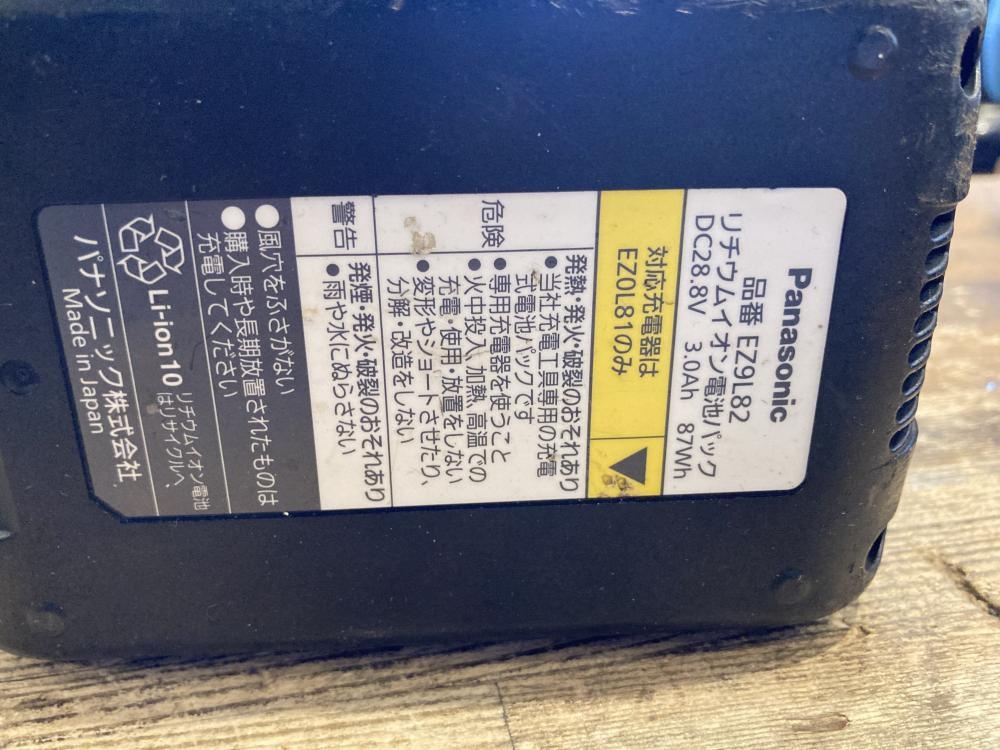 Panasonic
品番 EZ9L82
リチウムイオン電池パック
DC28.8V 3.0Ah 87Wh
対応充電器は
EZ0L81のみ
危険
発熱・発火・破裂のおそれあり
●当社充電工具専用の充電
式電池パックです
●専用充電器を使うこと
●火中投入、加熱、高温での
充電・使用・放置をしない
●変形やショートさせたり、
分解・改造をしない
警告
発煙・発火・破裂のおそれあり
●雨や水にぬらさない
●風穴をふさがない
●購入時や長期放置されたものは
充電してください
Li-ion10
リチウムイオン電池
はリサイクルへ、
パナソニック株式会社
Made in Japan